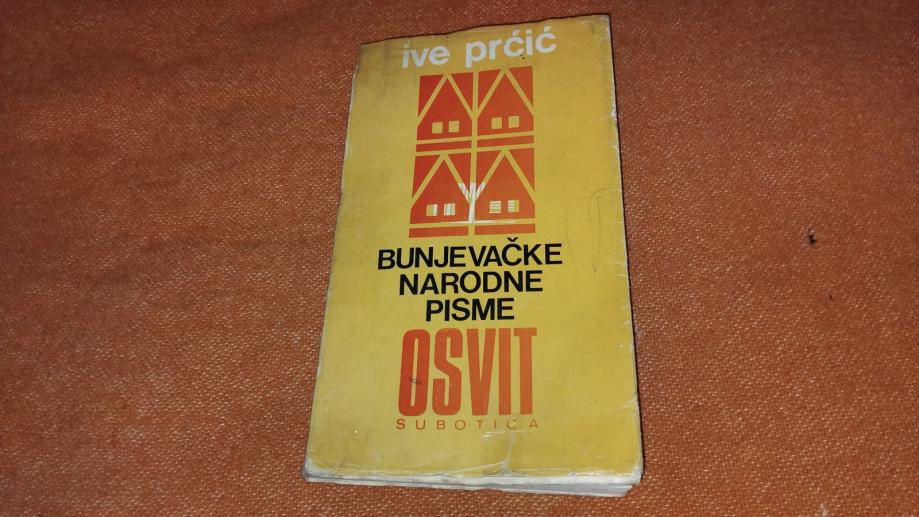 ive prćić
BUNJEVAČKE
NARODNE
PISME
OSVIT
SUBOTICA